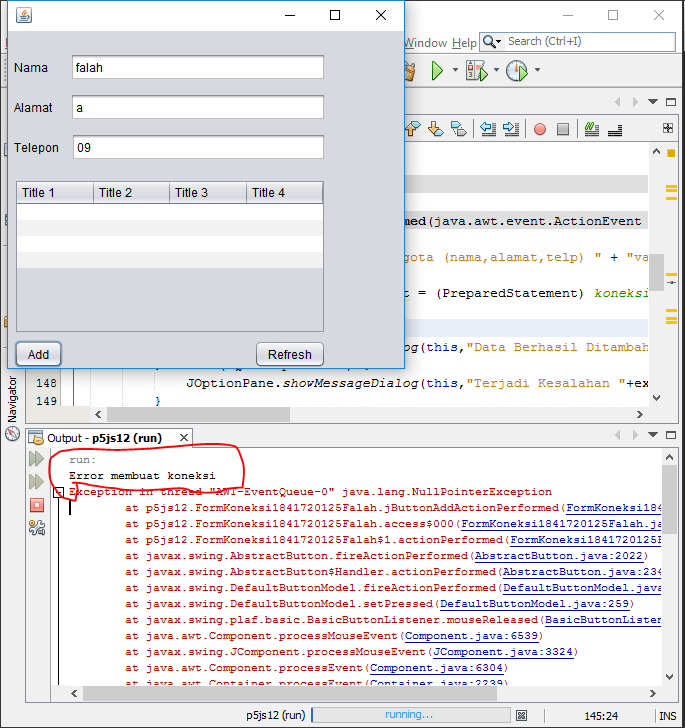 Window Help Search (Ctrl+I)
Nama falah
Alamat a
Telepon 09
Title 1 Title 2 Title 3 Title 4
Add Refresh
med(java.awt.event.ActionEvent
gota (nama,alamat,telp) " + "va
t = (PreparedStatement) koneksi
og(this,"Data Berhasil Ditambah
148 JOptionPane.showMessageDialog(this,"Terjadi Kesalahan "+ex
149 }
Navigator
Output - p5js12 (run)
run:
Error membuat koneksi
Exception in thread "AWT-EventQueue-0" java.lang.NullPointerException
at p5js12.FormKoneksi1841720125Falah.jButtonAddActionPerformed(FormKoneksi184
at p5js12.FormKoneksi1841720125Falah.access$000(FormKoneksi1841720125Falah.ja
at p5js12.FormKoneksi1841720125Falah$1.actionPerformed(FormKoneksi1841720125F
at javax.swing.AbstractButton.fireActionPerformed(AbstractButton.java:2022)
at javax.swing.AbstractButton$Handler.actionPerformed(AbstractButton.java:234
at javax.swing.DefaultButtonModel.fireActionPerformed(DefaultButtonModel.java
at javax.swing.DefaultButtonModel.setPressed(DefaultButtonModel.java:259)
at javax.swing.plaf.basic.BasicButtonListener.mouseReleased(BasicButtonListen
at java.awt.Component.processMouseEvent(Component.java:6539)
at javax.swing.JComponent.processMouseEvent(JComponent.java:3324)
at java.awt.Component.processEvent(Component.java:6304)
at java.awt.Container.processEvent(Container.java:2239)
p5js12 (run) running... 145:24 INS